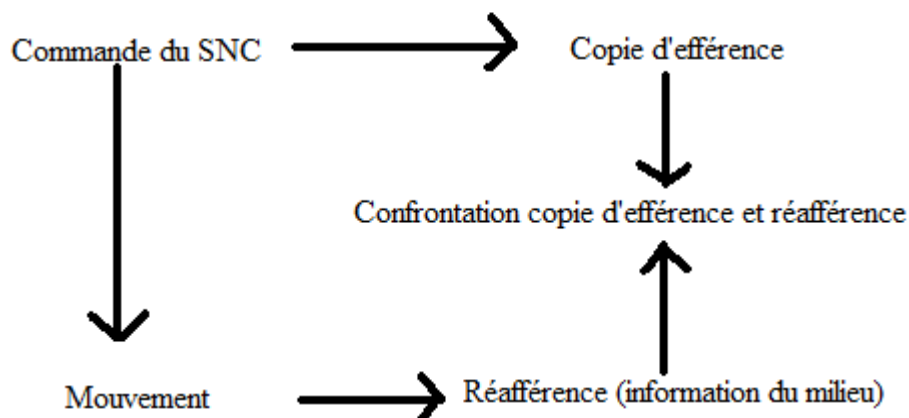 Commande du SNC
Copie d'efférence
Confrontation copie d'efférence et réafférence
Mouvement
Réafférence (information du milieu)